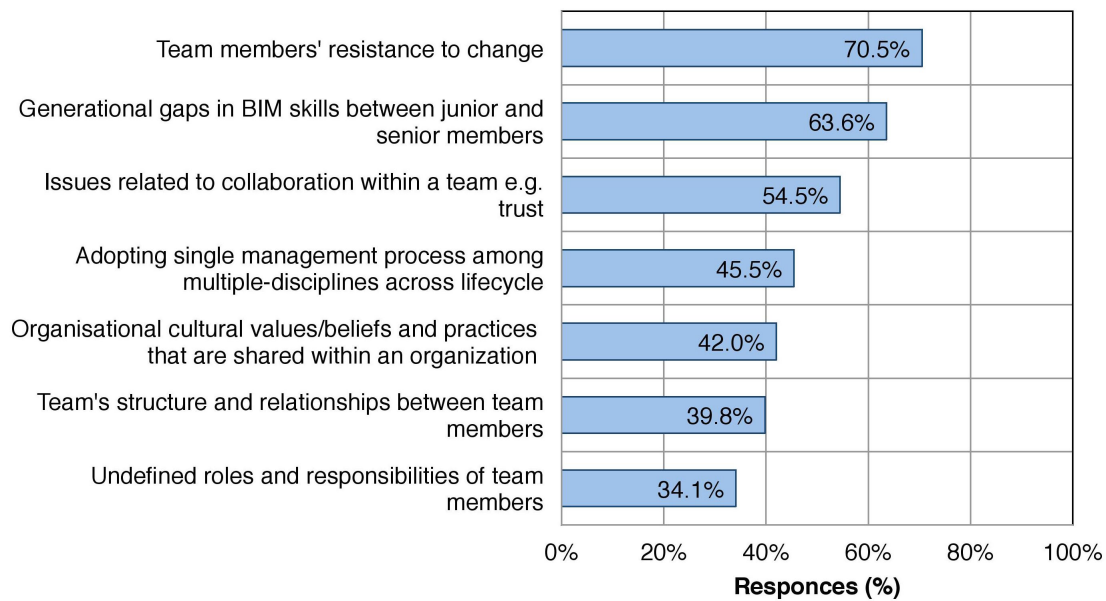 Team members' resistance to change
70.5%
Generational gaps in BIM skills between junior and
senior members
63.6%
Issues related to collaboration within a team e.g.
trust
54.5%
Adopting single management process among
multiple-disciplines across lifecycle
45.5%
Organisational cultural values/beliefs and practices
that are shared within an organization
42.0%
Team's structure and relationships between team
members
39.8%
Undefined roles and responsibilities of team
members
34.1%
0% 20% 40% 60% 80% 100%
Responces (%)